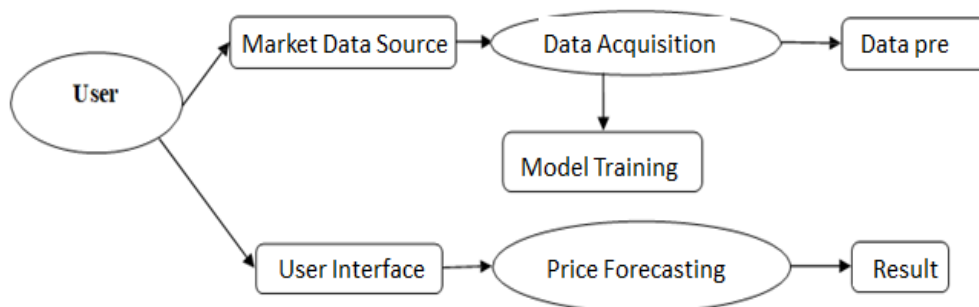 Market Data Source
Data Acquisition
Data pre
User
Model Training
User Interface
Price Forecasting
Result